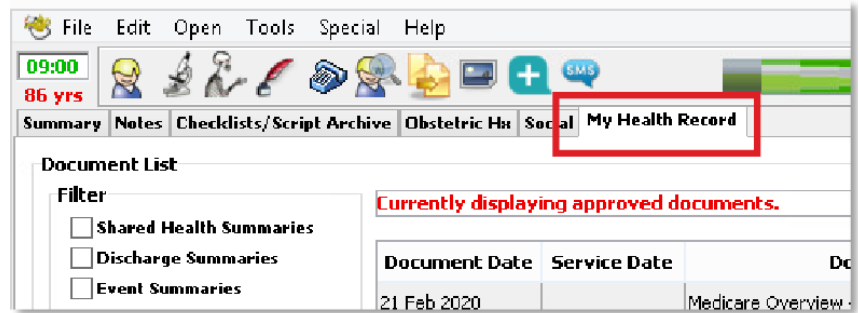 File Edit Open Tools Special Help
09:00
86 yrs
SMS
Summary Notes Checklists/Script Archive Obstetric Hx Social My Health Record
Document List
Filter
Currently displaying approved documents.
Shared Health Summaries
Discharge Summaries
Document Date Service Date
Event Summaries
21 Feb 2020 Medicare Overview -